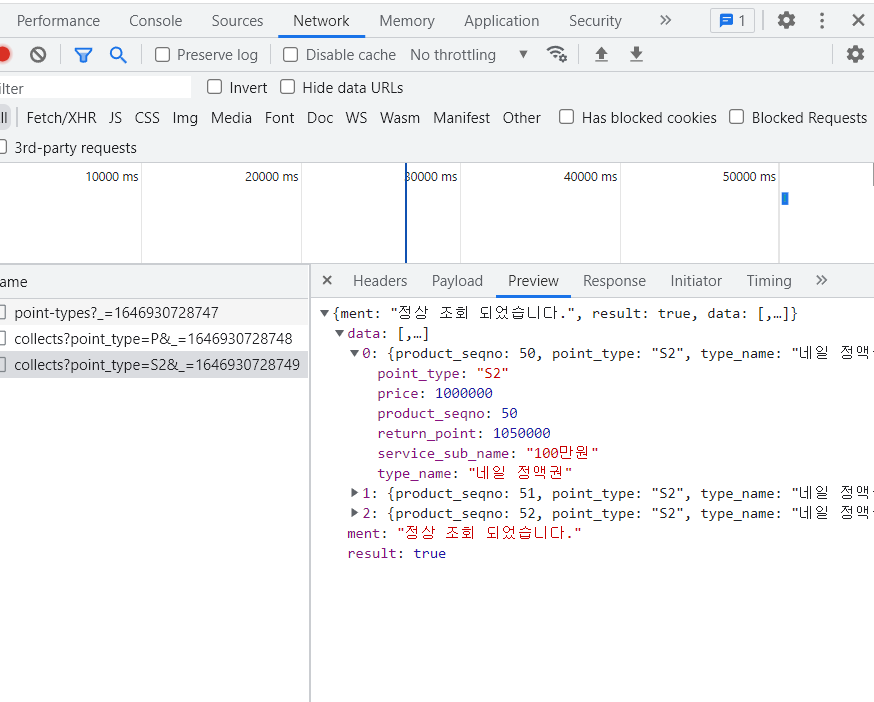 Performance Console Sources Network Memory Application Security 1
Preserve log Disable cache No throttling
ilter Invert Hide data URLs
ll Fetch/XHR JS CSS Img Media Font Doc WS Wasm Manifest Other Has blocked cookies Blocked Requests
3rd-party requests
10000 ms 20000 ms 30000 ms 40000 ms 50000 ms
ame × Headers Payload Preview Response Initiator Timing
point-types?_=1646930728747
collects?point_type=P&_=1646930728748
collects?point_type=S2&_=1646930728749
▼{ment: "정상 조회 되었습니다.", result: true, data: [,…]}
▼data: [,…]
▼0: {product_seqno: 50, point_type: "S2", type_name: "네일 정액
point_type: "S2"
price: 1000000
product_seqno: 50
return_point: 1050000
service_sub_name: "100만원"
type_name: "네일 정액권"
▶1: {product_seqno: 51, point_type: "S2", type_name: "네일 정액
▶2: {product_seqno: 52, point_type: "S2", type_name: "네일 정액
ment: "정상 조회 되었습니다."
result: true